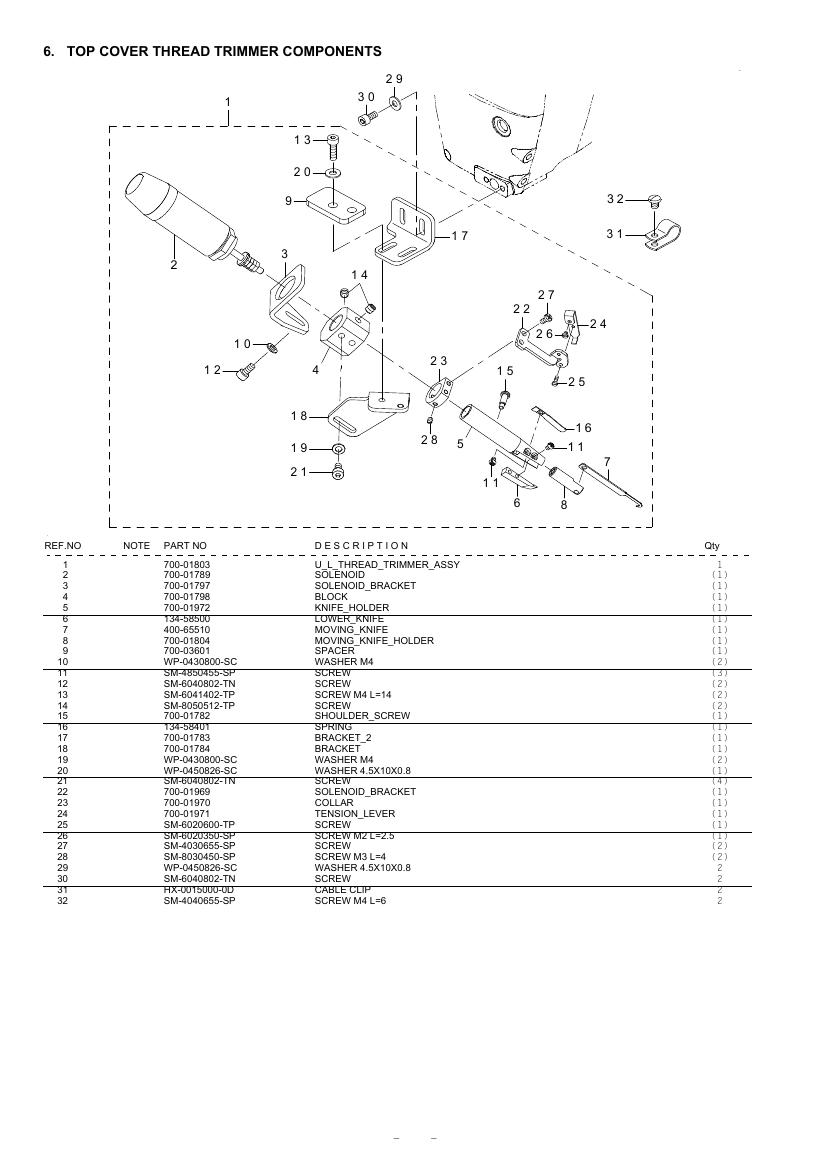 6. TOP COVER THREAD TRIMMER COMPONENTS
29
30
1
13
20
9
32
31
17
2
3
14
27
22
24
26
10
12
4
23
15
25
18
16
28
5
11
19
7
21
11
6
8
REF.NO NOTE PART NO DESCRIPTION Qty
1 700-01803 U_L_THREAD_TRIMMER_ASSY 1
2 700-01789 SOLENOID (1)
3 700-01797 SOLENOID_BRACKET (1)
4 700-01798 BLOCK (1)
5 700-01972 KNIFE_HOLDER (1)
6 134-58500 LOWER_KNIFE (1)
7 400-65510 MOVING_KNIFE (1)
8 700-01804 MOVING_KNIFE_HOLDER (1)
9 700-03601 SPACER (1)
10 WP-0430800-SC WASHER M4 (2)
11 SM-4850455-SP SCREW (3)
12 SM-6040802-TN SCREW (2)
13 SM-6041402-TP SCREW M4 L=14 (2)
14 SM-8050512-TP SCREW (2)
15 700-01782 SHOULDER_SCREW (1)
16 134-58401 SPRING (1)
17 700-01783 BRACKET_2 (1)
18 700-01784 BRACKET (1)
19 WP-0430800-SC WASHER M4 (2)
20 WP-0450826-SC WASHER 4.5X10X0.8 (1)
21 SM-6040802-TN SCREW (4)
22 700-01969 SOLENOID_BRACKET (1)
23 700-01970 COLLAR (1)
24 700-01971 TENSION_LEVER (1)
25 SM-6020600-TP SCREW (1)
26 SM-6020350-SP SCREW M2 L=2.5 (1)
27 SM-4030655-SP SCREW (2)
28 SM-8030450-SP SCREW M3 L=4 (2)
29 WP-0450826-SC WASHER 4.5X10X0.8 2
30 SM-6040802-TN SCREW 2
31 HX-0015000-0D CABLE CLIP 2
32 SM-4040655-SP SCREW M4 L=6 2
– –